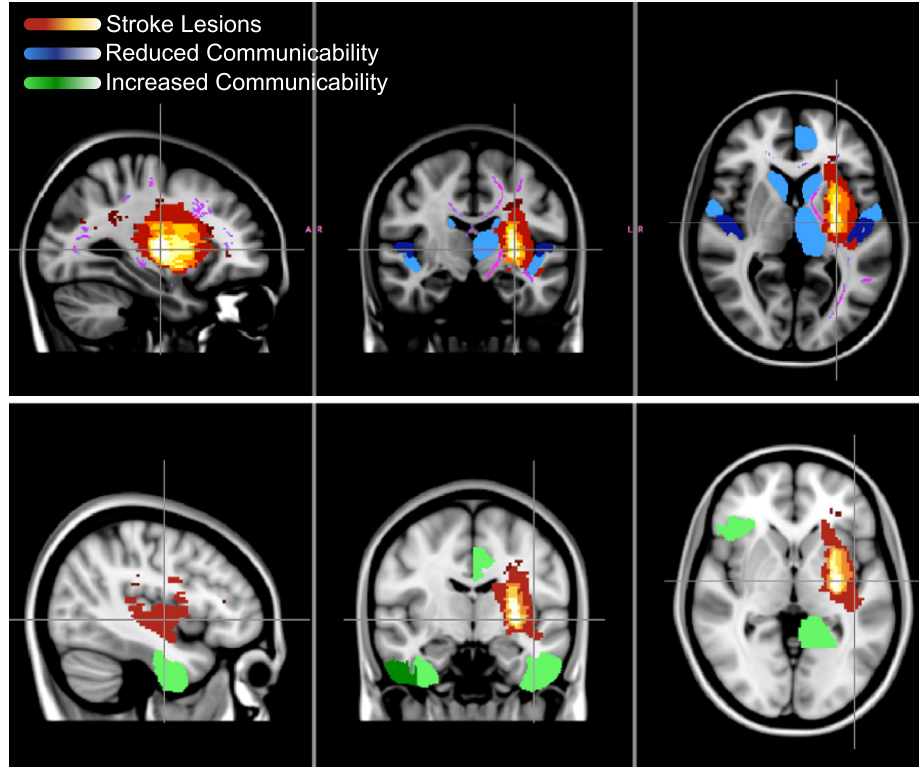 Stroke Lesions
Reduced Communicability
Increased Communicability
A R
L R